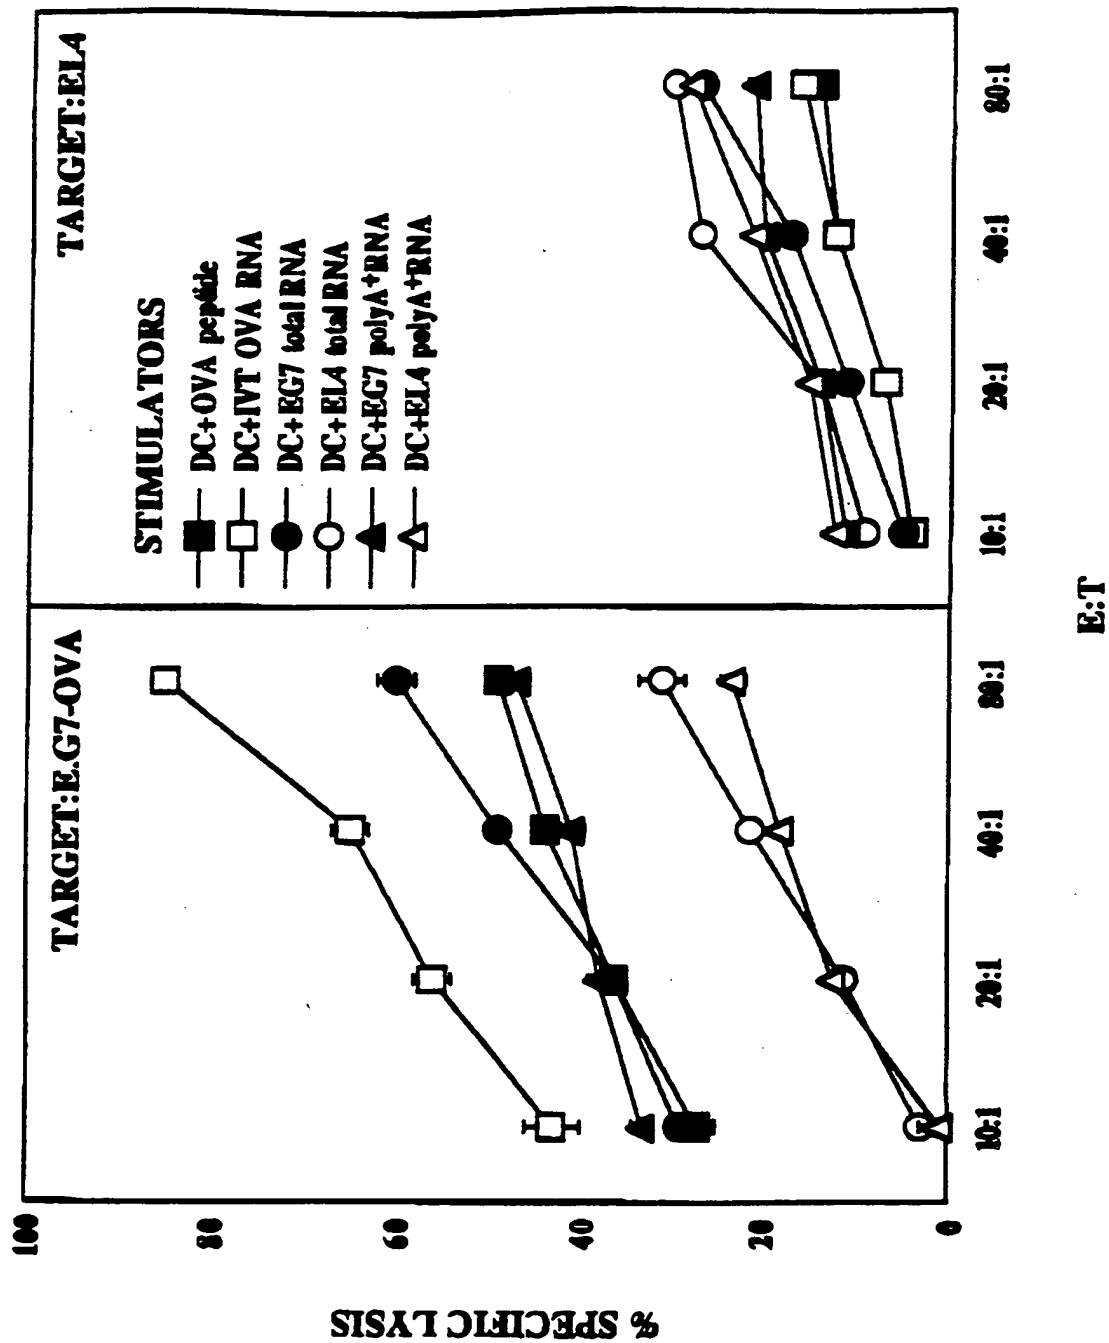 TARGET:E.G7-OVA
TARGET:EL4
STIMULATORS
DC+OVA peptide
DC+IVT OVA RNA
DC+EG7 total RNA
DC+EL4 total RNA
DC+EG7 polyA+RNA
DC+EL4 polyA+RNA
% SPECIFIC LYSIS
100
80
60
40
20
0
10:1
20:1
40:1
80:1
10:1
20:1
40:1
80:1
E:T